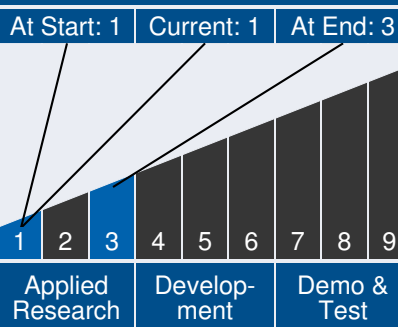 At Start: 1 Current: 1 At End: 3
1 2 3 4 5 6 7 8 9
Applied Develop- Demo &
Research ment Test